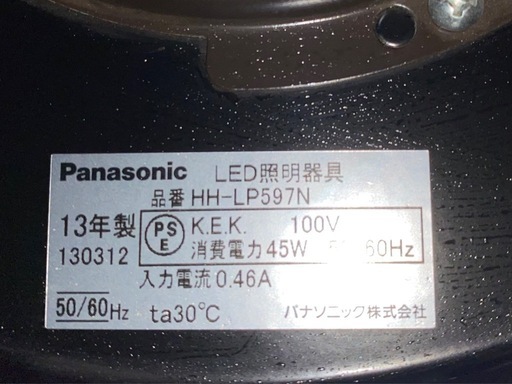 Panasonic LED照明器具
品番 HH-LP597N
13年製 PSE K.E.K. 100V
130312 消費電力45W 60Hz
入力電流0.46A
50/60Hz ta30℃ パナソニック株式会社